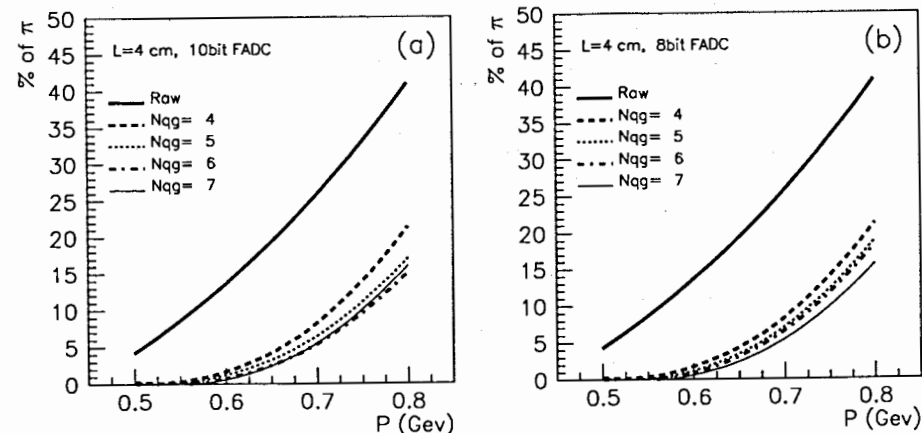 % of π
50
45
40
35
30
25
20
15
10
5
0
L=4 cm, 10bit FADC
(a)
Raw
Nqg= 4
Nqg= 5
Nqg= 6
Nqg= 7
0.5
0.6
0.7
0.8
P (Gev)
% of π
50
45
40
35
30
25
20
15
10
5
0
L=4 cm, 8bit FADC
(b)
Raw
Nqg= 4
Nqg= 5
Nqg= 6
Nqg= 7
0.5
0.6
0.7
0.8
P (Gev)